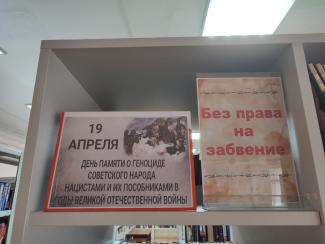 19
АПРЕЛЯ
ДЕНЬ ПАМЯТИ О ГЕНОЦИДЕ
СОВЕТСКОГО НАРОДА
НАЦИСТАМИ И ИХ ПОСОБНИКАМИ В
ГОДЫ ВЕЛИКОЙ ОТЕЧЕСТВЕННОЙ ВОЙНЫ
Без права
на
забвение